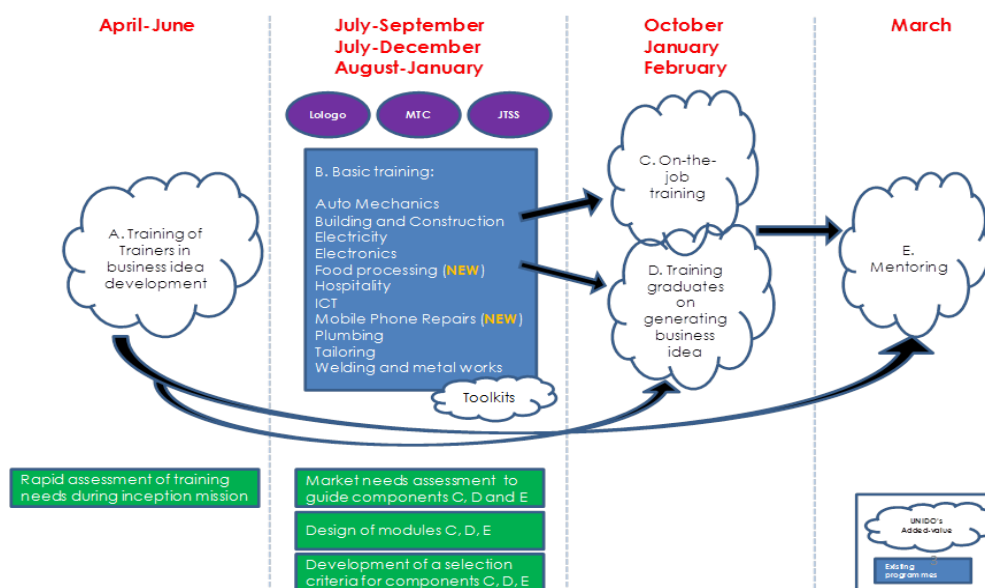 April-June
July-September
July-December
August-January
October
January
February
March
Lologo
MTC
JTSS
A. Training of
Trainers in
business idea
development
B. Basic training:
Auto Mechanics
Building and Construction
Electricity
Electronics
Food processing (NEW)
Hospitality
ICT
Mobile Phone Repairs (NEW)
Plumbing
Tailoring
Welding and metal works
Toolkits
C. On-the-
job
training
D. Training
graduates
on
generating
business
idea
E.
Mentoring
Rapid assessment of training
needs during inception mission
Market needs assessment to
guide components C, D and E
Design of modules C, D, E
Development of a selection
criteria for components C, D, E
UNIDO's
Added-value
3
Existing
programmes